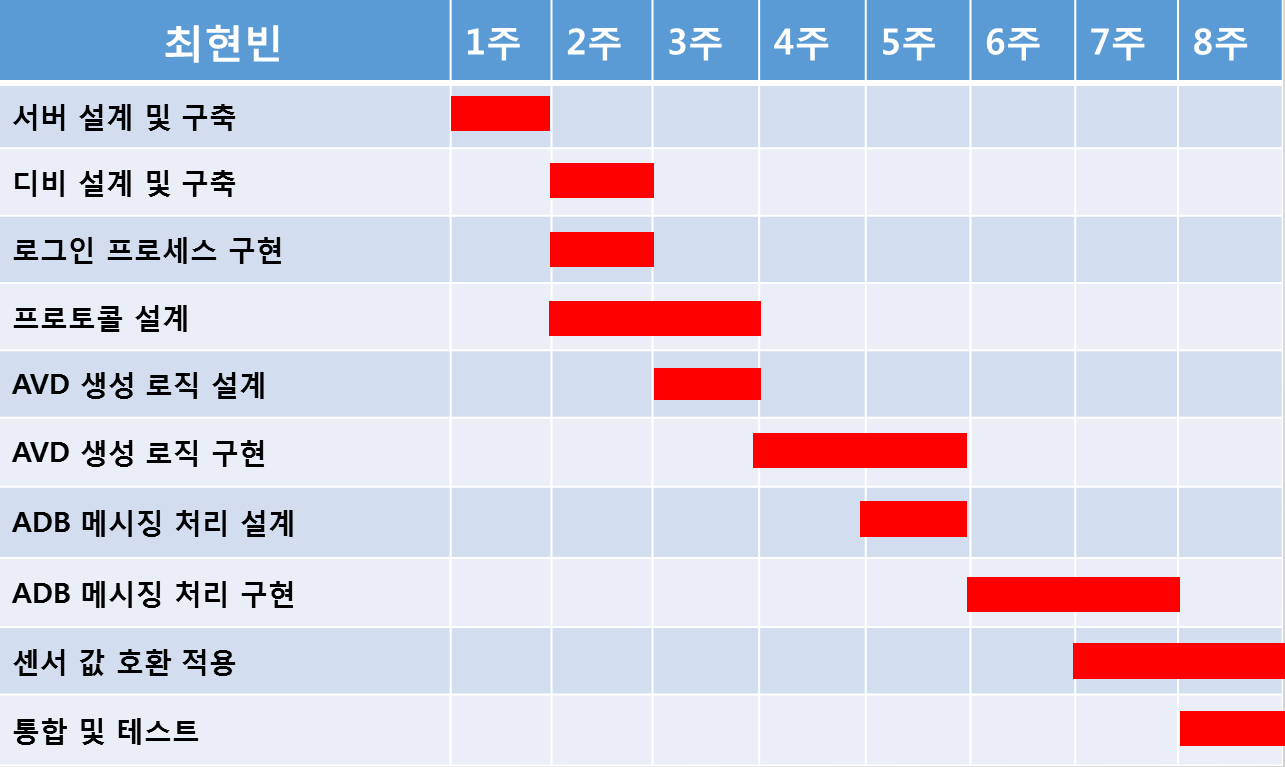 최현빈 1주 2주 3주 4주 5주 6주 7주 8주
서버 설계 및 구축
디비 설계 및 구축
로그인 프로세스 구현
프로토콜 설계
AVD 생성 로직 설계
AVD 생성 로직 구현
ADB 메시징 처리 설계
ADB 메시징 처리 구현
센서 값 호환 적용
통합 및 테스트